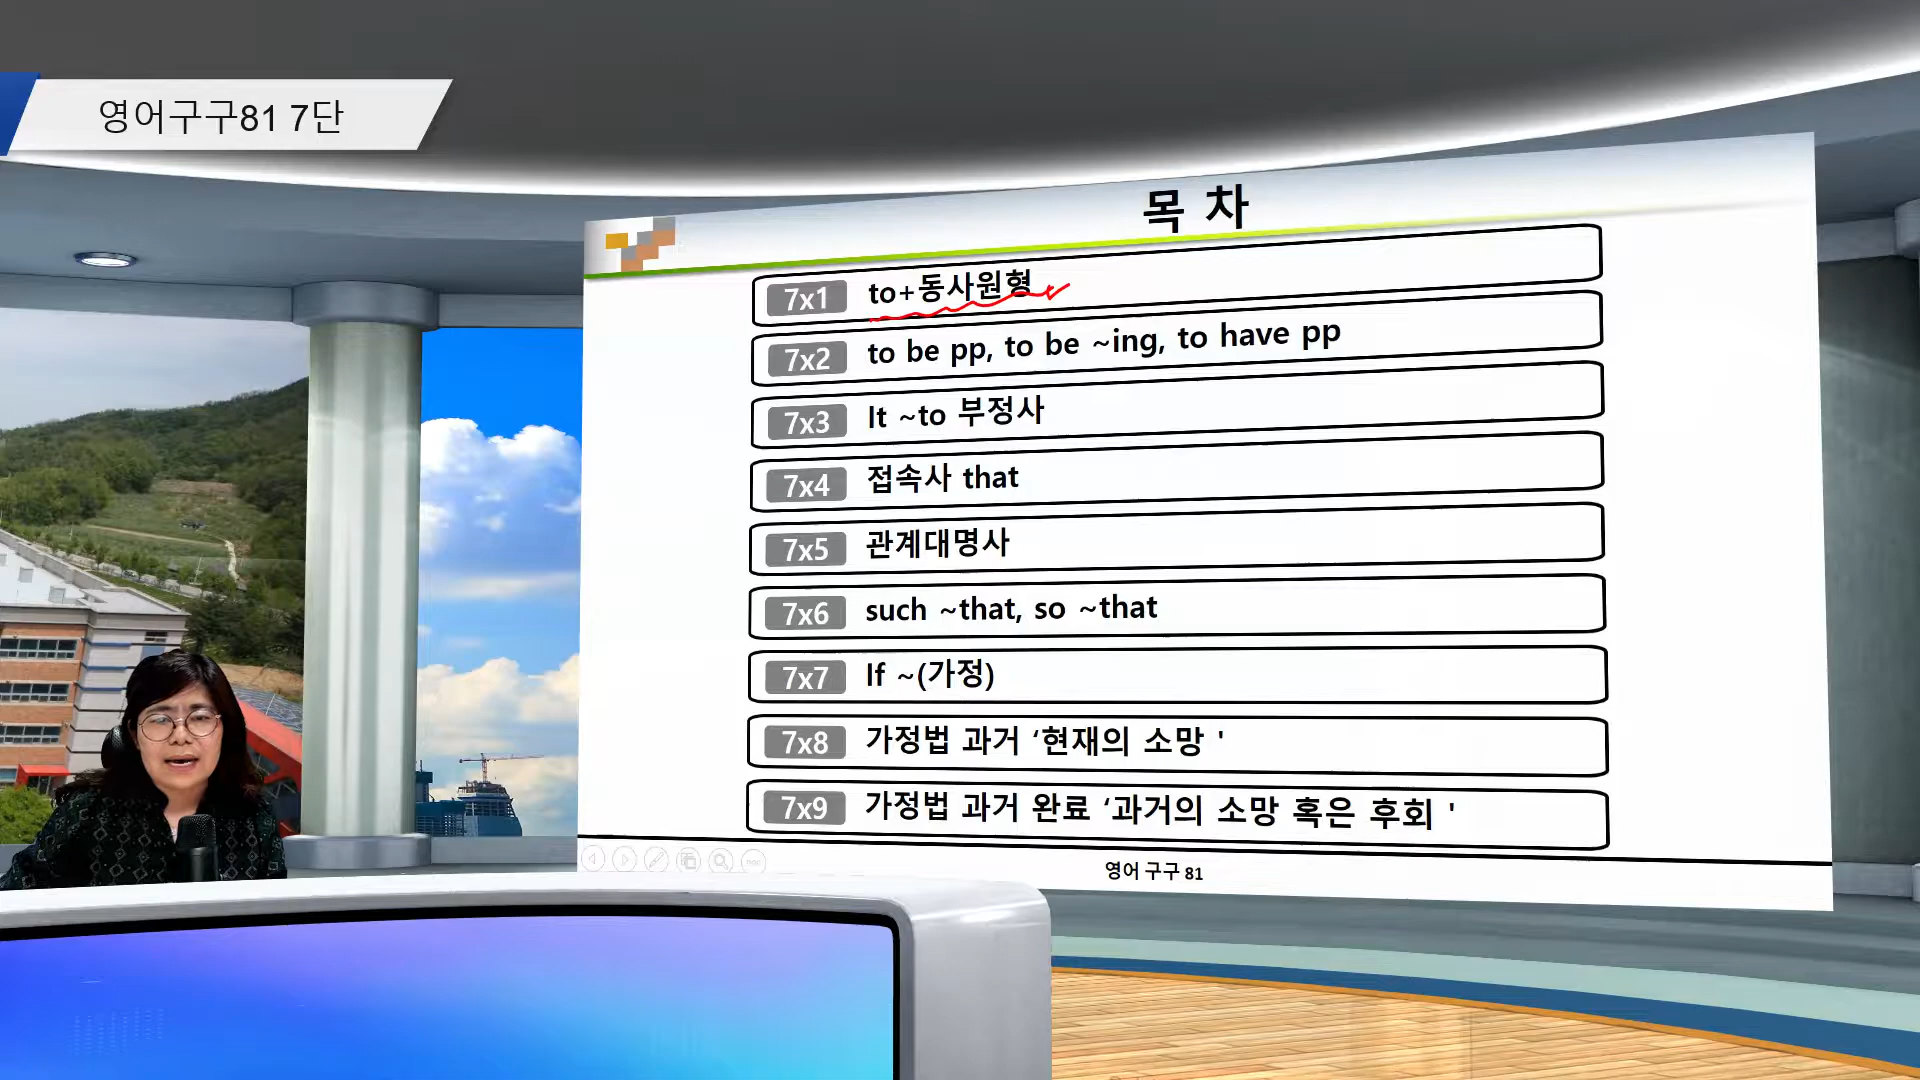 영어구구81 7단
목 차
7x1 to+동사원형
7x2 to be pp, to be ~ing, to have pp
7x3 It ~to 부정사
7x4 접속사 that
7x5 관계대명사
7x6 such ~that, so ~that
7x7 If ~(가정)
7x8 가정법 과거 ‘현재의 소망 '
7x9 가정법 과거 완료 ‘과거의 소망 혹은 후회 '
영어 구구 81